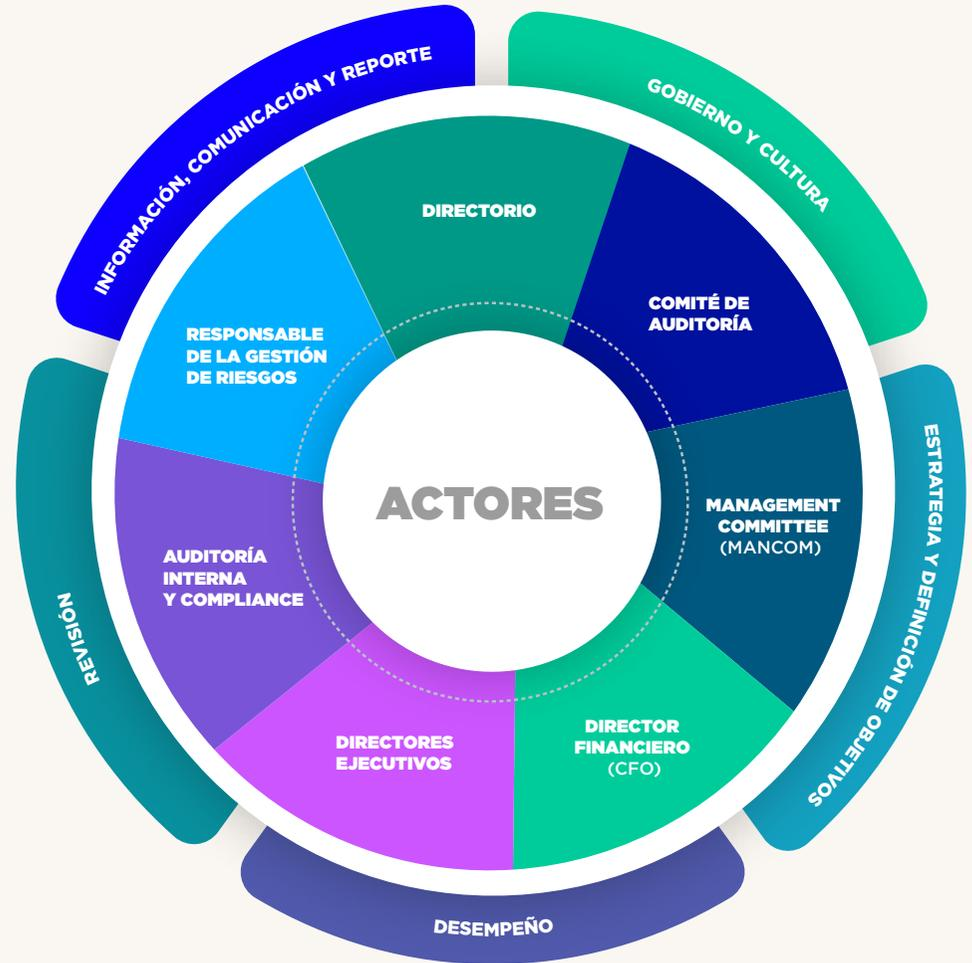 INFORMACIÓN, COMUNICACIÓN Y REPORTE
GOBIERNO Y CULTURA
DIRECTORIO
COMITÉ DE
AUDITORÍA
RESPONSABLE
DE LA GESTIÓN
DE RIESGOS
ESTRATEGIA Y DEFINICIÓN DE OBJETIVOS
ACTORES
MANAGEMENT
COMMITTEE
(MANCOM)
AUDITORÍA
INTERNA
Y COMPLIANCE
REVISIÓN
DIRECTOR
FINANCIERO
(CFO)
DIRECTORES
EJECUTIVOS
DESEMPEÑO